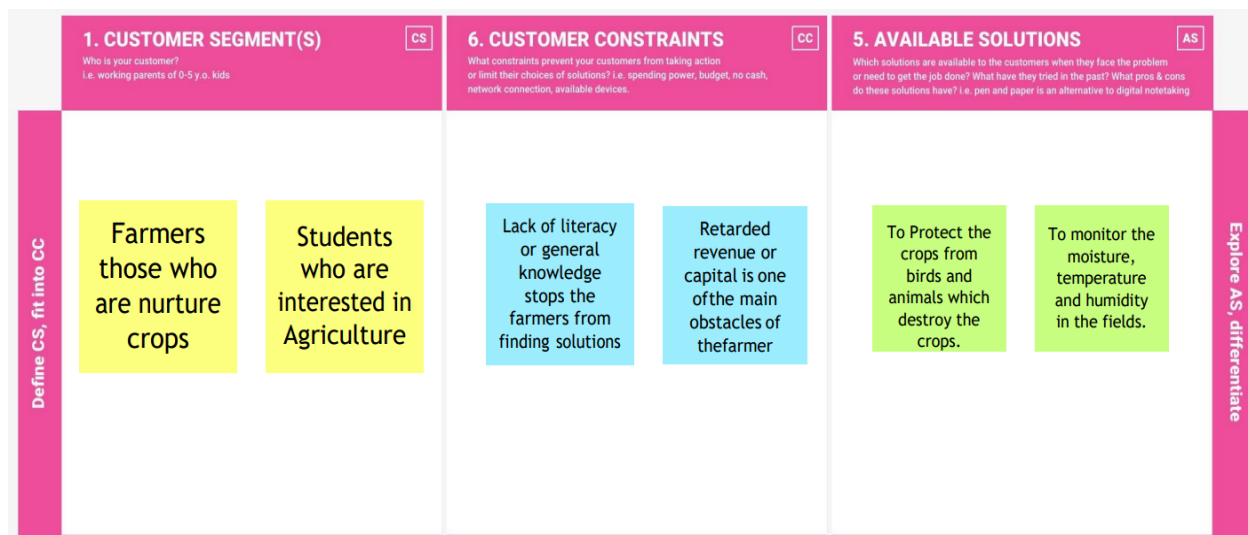 Define CS, fit into CC
1. CUSTOMER SEGMENT(S)
CS
Who is your customer?
i.e. working parents of 0-5 y.o. kids
Farmers
those who
are nurture
crops
Students
who are
interested in
Agriculture
6. CUSTOMER CONSTRAINTS
CC
What constraints prevent your customers from taking action
or limit their choices of solutions? i.e. spending power, budget, no cash,
network connection, available devices.
Lack of literacy
or general
knowledge
stops the
farmers from
finding solutions
Retarded
revenue or
capital is one
ofthe main
obstacles of
thefarmer
5. AVAILABLE SOLUTIONS
AS
Which solutions are available to the customers when they face the problem
or need to get the job done? What have they tried in the past? What pros & cons
do these solutions have? i.e. pen and paper is an alternative to digital notetaking
To Protect the
crops from
birds and
animals which
destroy the
crops.
To monitor the
moisture,
temperature
and humidity
in the fields.
Explore AS, differentiate